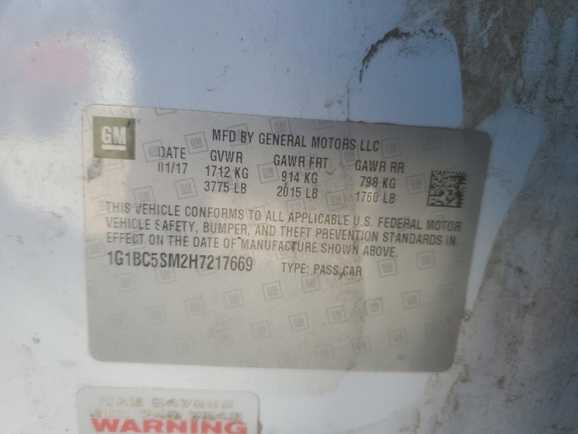 GM
MFD BY GENERAL MOTORS LLC
DATE GVWR GAWR FRT GAWR RR
01/17 1712 KG 914 KG 798 KG
3775 LB 2015 LB 1760 LB
THIS VEHICLE CONFORMS TO ALL APPLICABLE U.S. FEDERAL MOTOR
VEHICLE SAFETY, BUMPER, AND THEFT PREVENTION STANDARDS IN
EFFECT ON THE DATE OF MANUFACTURE SHOWN ABOVE.
1G1BC5SM2H7217669 TYPE: PASS CAR
WARNING